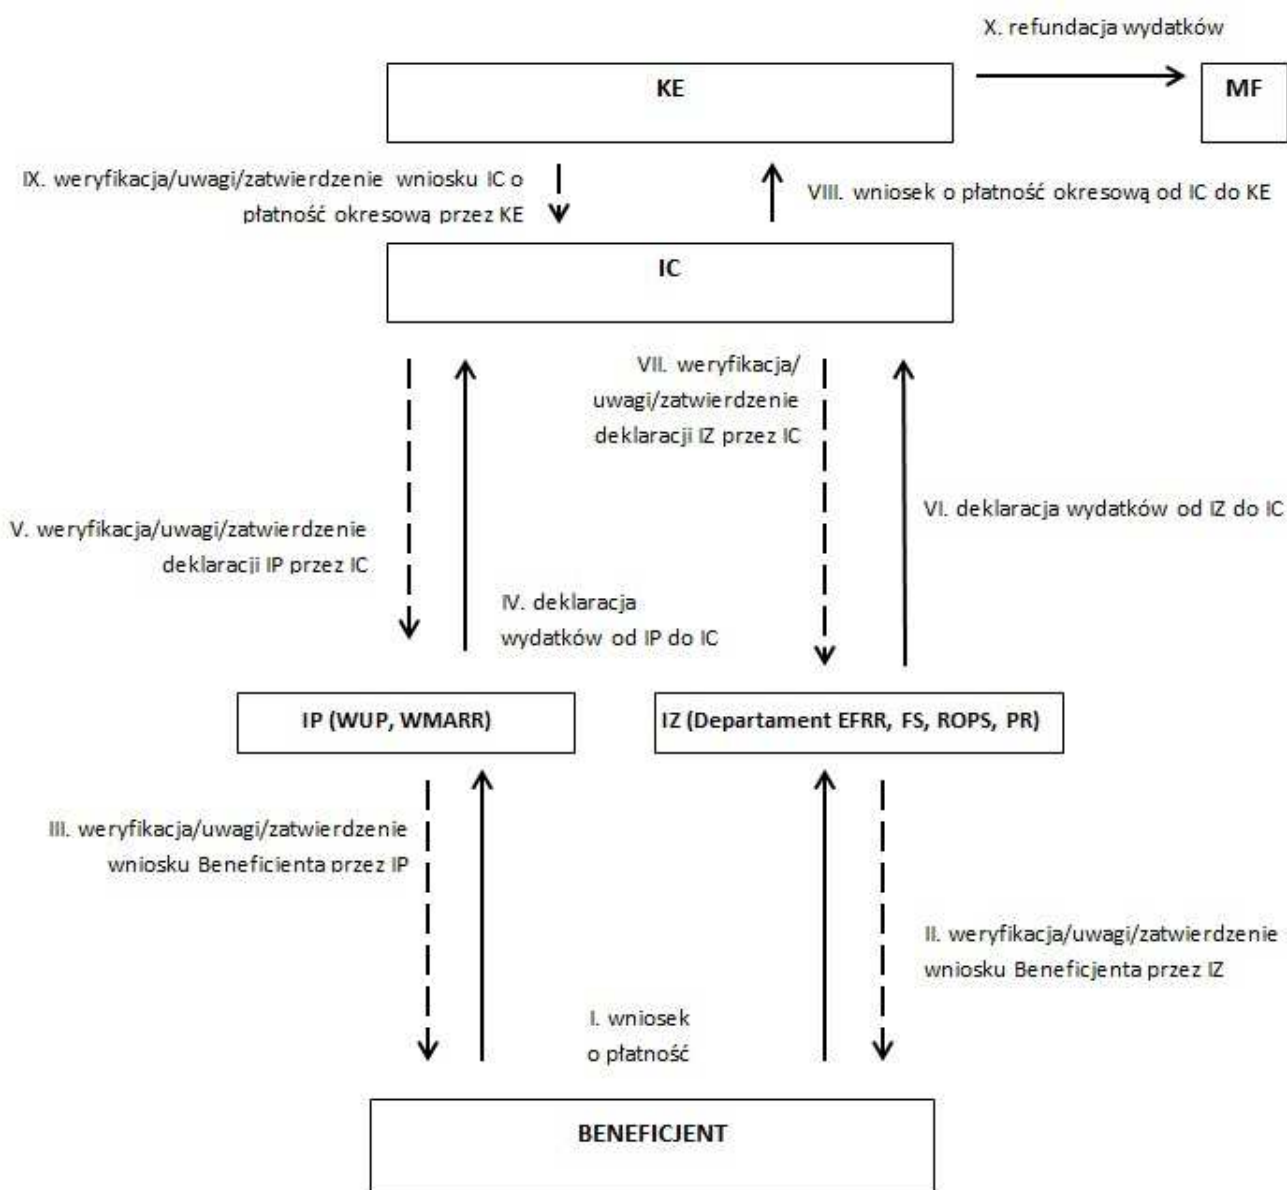 X. refundacja wydatków
KE
MF
IX. weryfikacja/uwagi/zatwierdzenie wniosku IC o
płatność okresową przez KE
VIII. wniosek o płatność okresową od IC do KE
IC
VII. weryfikacja/
uwagi/zatwierdzenie
deklaracji IZ przez IC
V. weryfikacja/uwagi/zatwierdzenie
deklaracji IP przez IC
VI. deklaracja wydatków od IZ do IC
IV. deklaracja
wydatków od IP do IC
IP (WUP, WMARR)
IZ (Departament EFRR, FS, ROPS, PR)
III. weryfikacja/uwagi/zatwierdzenie
wniosku Beneficienta przez IP
II. weryfikacja/uwagi/zatwierdzenie
wniosku Beneficjenta przez IZ
I. wniosek
o płatność
BENEFICJENT